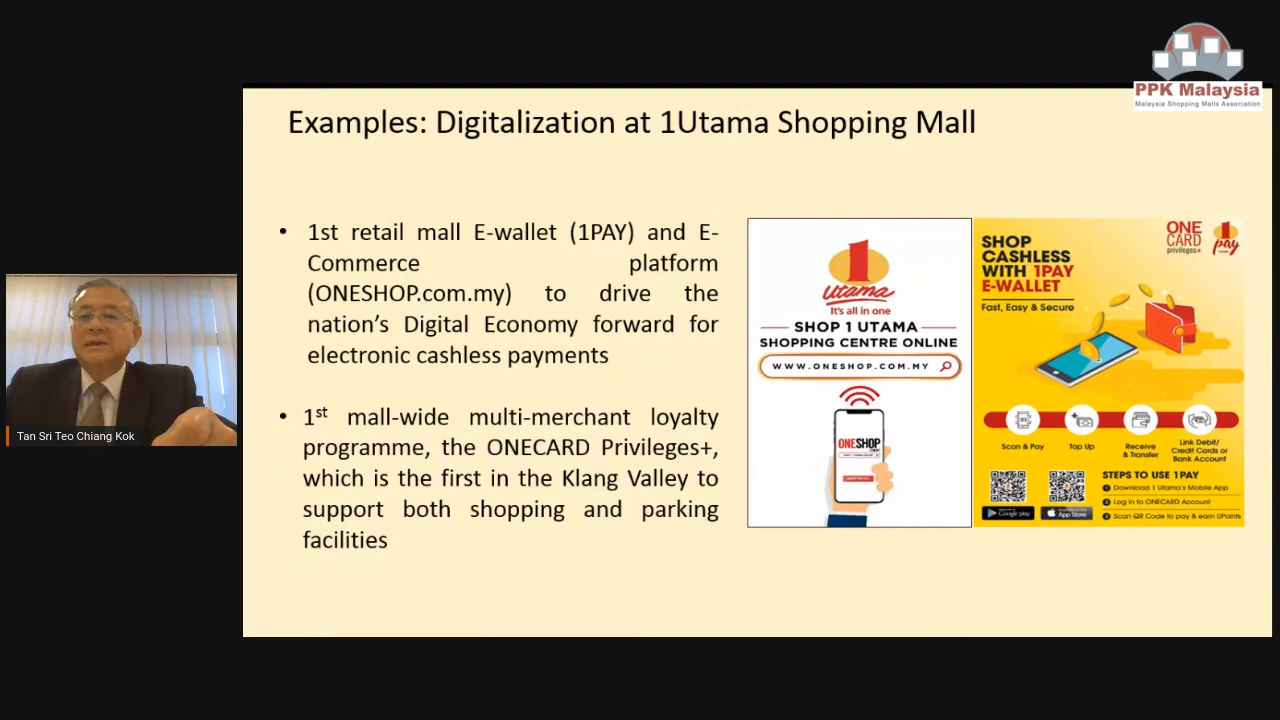 PPK Malaysia
Malaysia Shopping Malls Association
Examples: Digitalization at 1Utama Shopping Mall
• 1st retail mall E-wallet (1PAY) and E-
Commerce platform
(ONESHOP.com.my) to drive the
nation’s Digital Economy forward for
electronic cashless payments
• 1st mall-wide multi-merchant loyalty
programme, the ONECARD Privileges+,
which is the first in the Klang Valley to
support both shopping and parking
facilities
1
utama
It's all in one
SHOP 1 UTAMA
SHOPPING CENTRE ONLINE
WWW.ONESHOP.COM.MY
ONESHOP
ONE
CARD
privileges+
1
pay
SHOP
CASHLESS
WITH 1PAY
E-WALLET
Fast, Easy & Secure
Scan & Pay
Top Up
Receive
& Transfer
Link Debit/
Credit Cards or
Bank Account
STEPS TO USE 1PAY
1 Download 1 Utama's Mobile App
2 Log in to ONECARD Account
3 Scan QR Code to pay & earn UPoints
Google play
App Store
Tan Sri Teo Chiang Kok